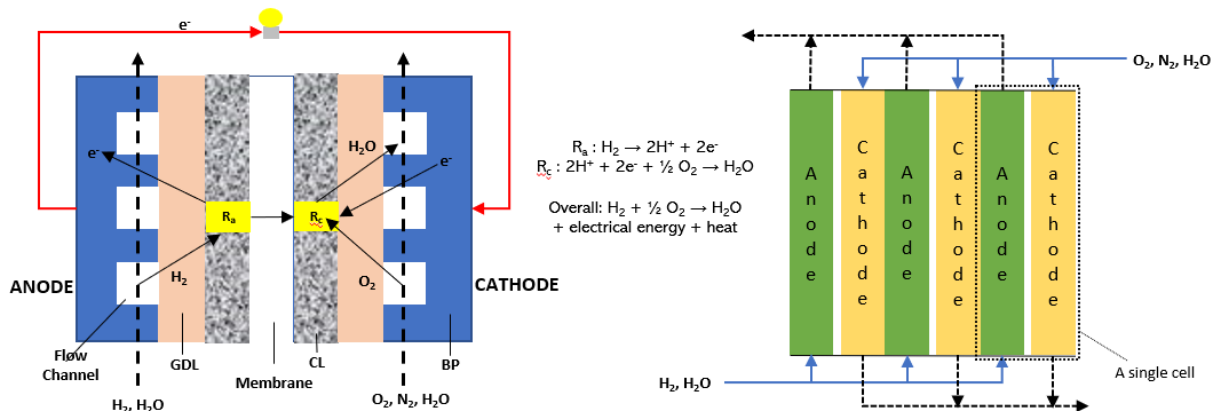 e⁻
e⁻
H₂O
e⁻
Rₐ
R꜀
H₂
O₂
ANODE
CATHODE
Flow
Channel
GDL
Membrane
CL
BP
H₂, H₂O
O₂, N₂, H₂O
Rₐ : H₂ → 2H⁺ + 2e⁻
R꜀ : 2H⁺ + 2e⁻ + ½ O₂ → H₂O
Overall: H₂ + ½ O₂ → H₂O
+ electrical energy + heat
O₂, N₂, H₂O
Anode
Cathode
Anode
Cathode
Anode
Cathode
H₂, H₂O
A single cell